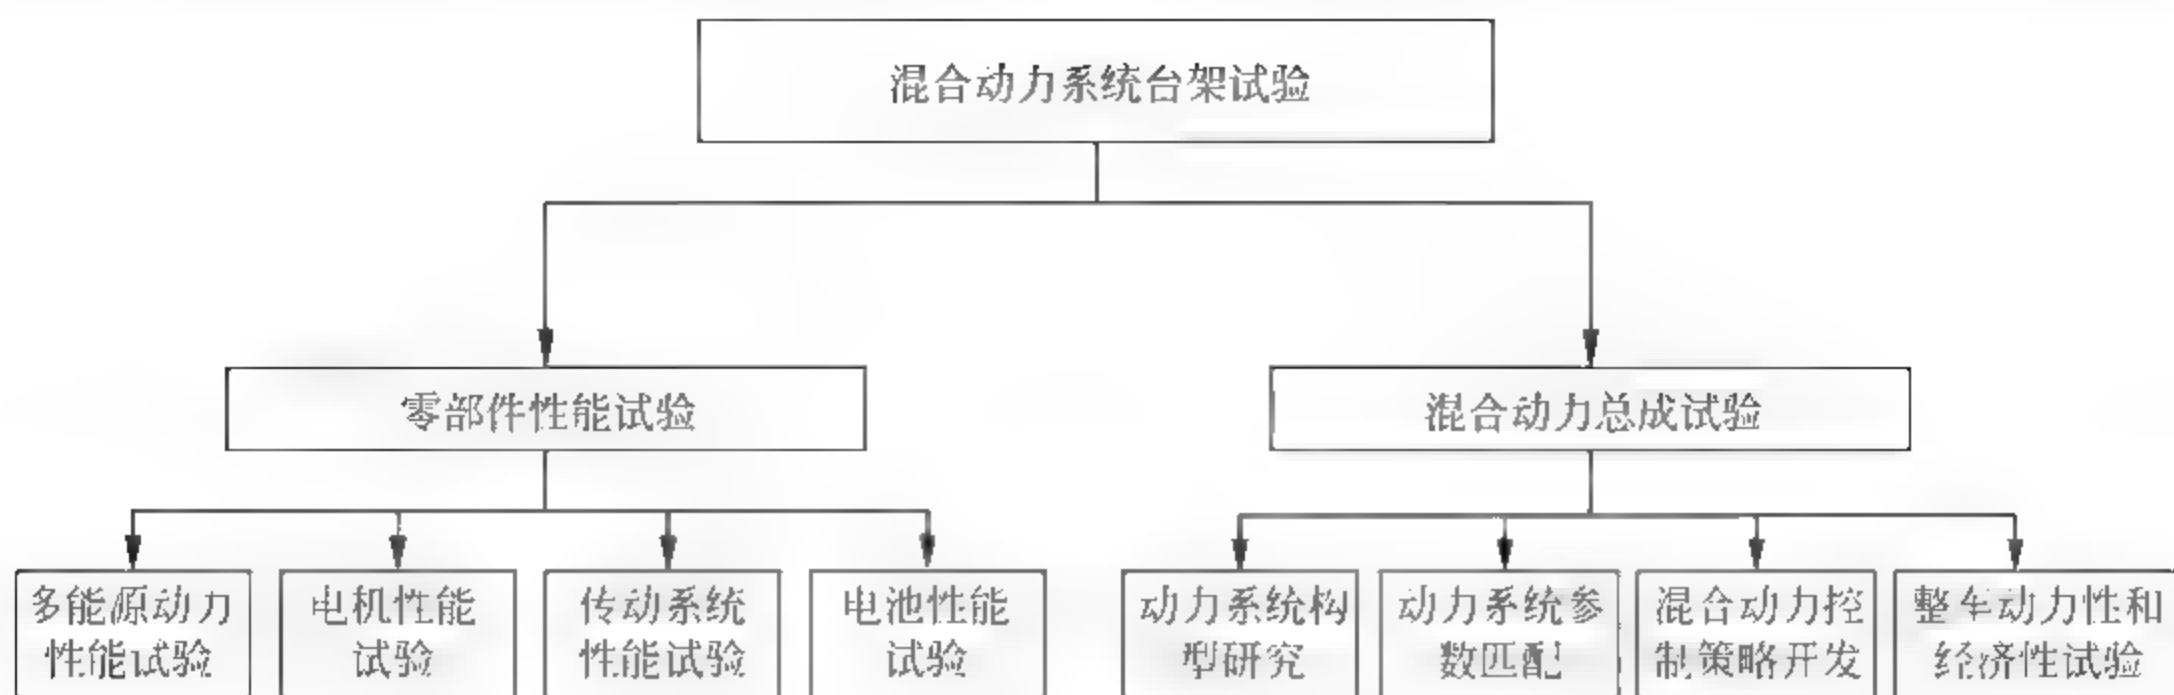 混合动力系统台架试验
零部件性能试验
混合动力总成试验
多能源动力
性能试验
电机性能
试验
传动系统
性能试验
电池性能
试验
动力系统构
型研究
动力系统参
数匹配
混合动力控
制策略开发
整车动力性和
经济性试验